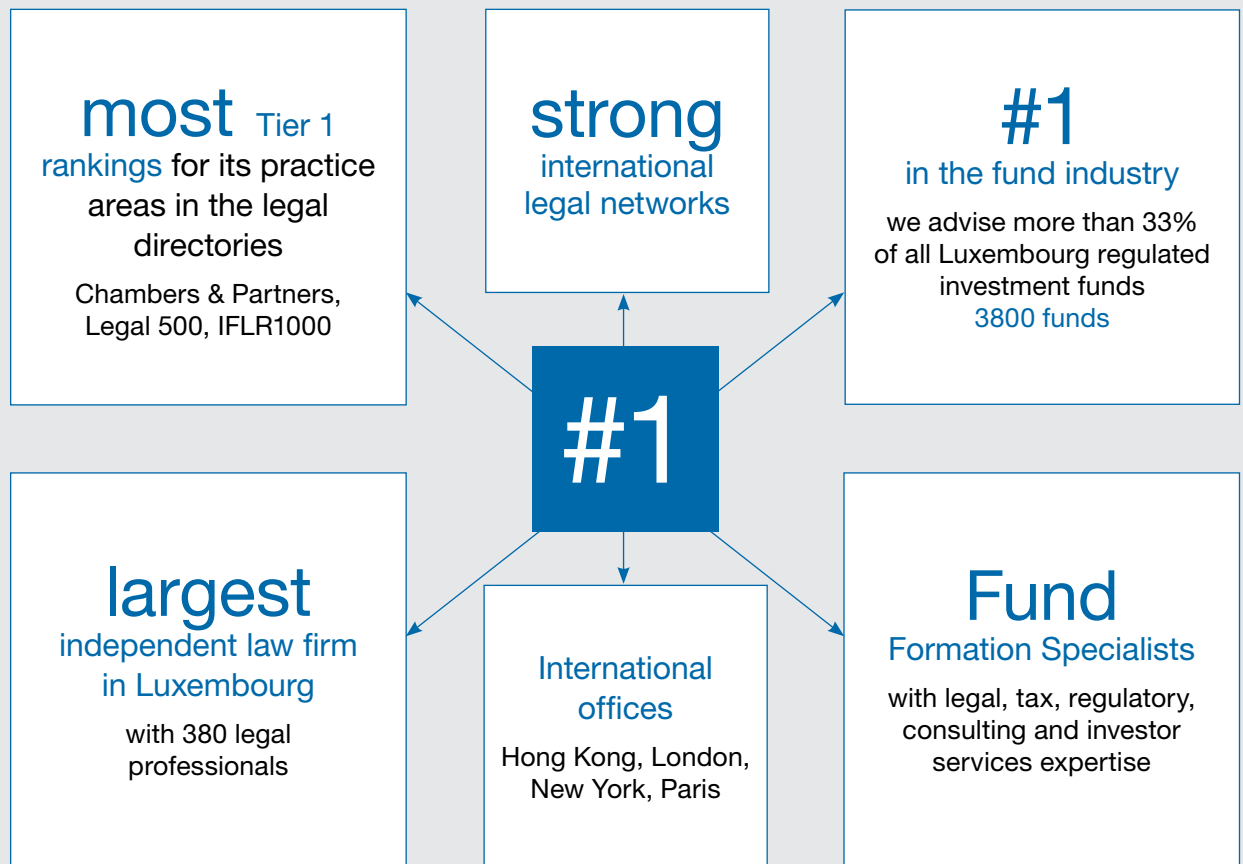 most Tier 1
rankings for its practice
areas in the legal
directories
Chambers & Partners,
Legal 500, IFLR1000
strong
international
legal networks
#1
in the fund industry
we advise more than 33%
of all Luxembourg regulated
investment funds
3800 funds
#1
largest
independent law firm
in Luxembourg
with 380 legal
professionals
International
offices
Hong Kong, London,
New York, Paris
Fund
Formation Specialists
with legal, tax, regulatory,
consulting and investor
services expertise